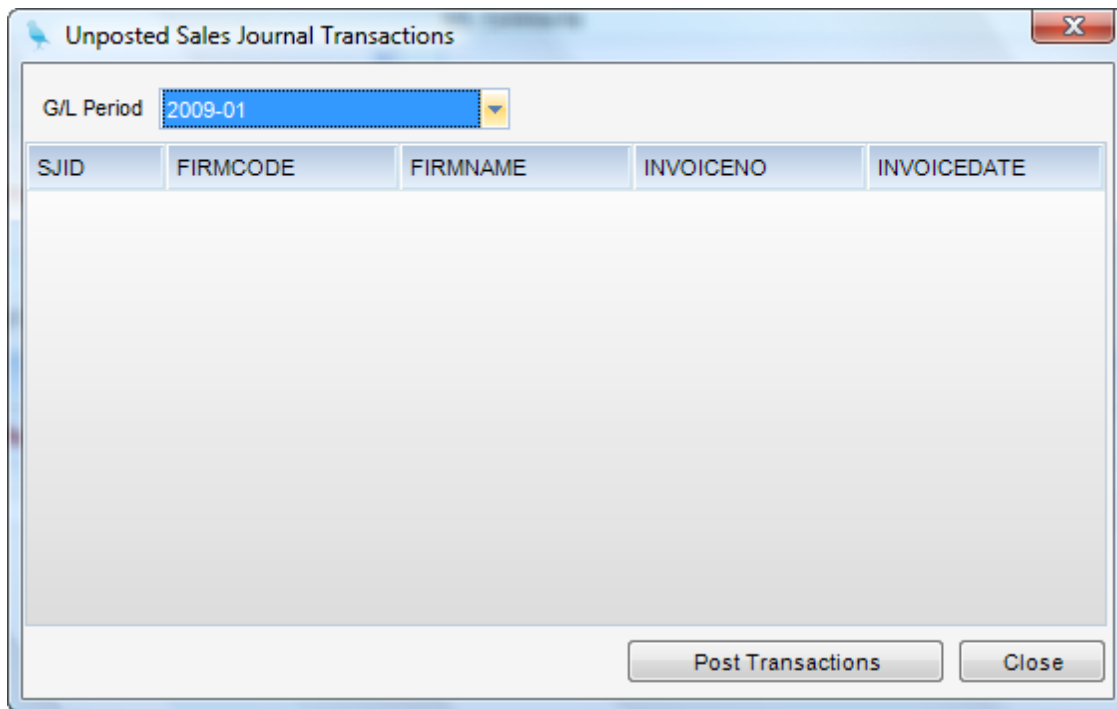 Unposted Sales Journal Transactions
G/L Period 2009-01
SJID FIRMCODE FIRMNAME INVOICENO INVOICEDATE
Post Transactions Close